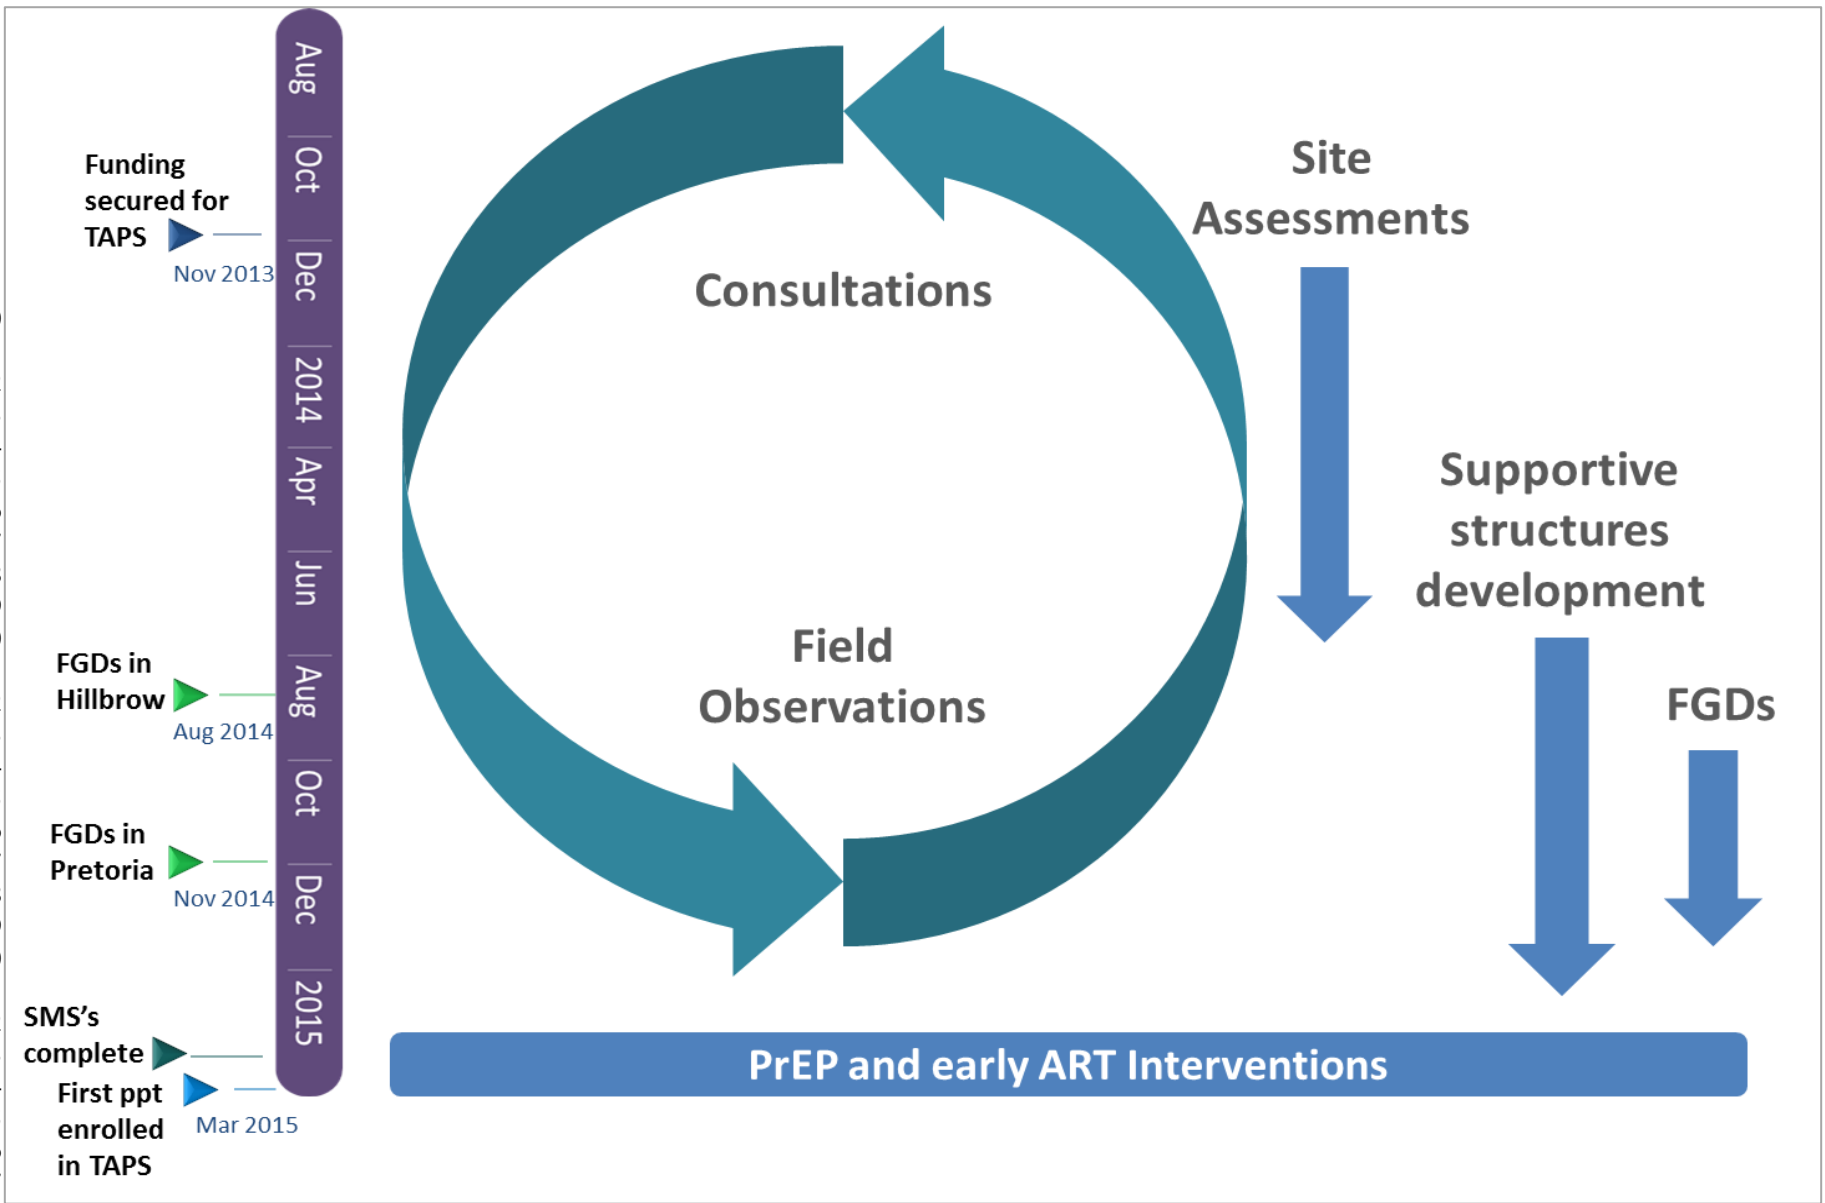 Aug
Oct
Dec
2014
Apr
Jun
Aug
Oct
Dec
2015
Funding
secured for
TAPS
Nov 2013
FGDs in
Hillbrow
Aug 2014
FGDs in
Pretoria
Nov 2014
SMS's
complete
First ppt
enrolled
in TAPS
Mar 2015
Consultations
Field
Observations
Site
Assessments
Supportive
structures
development
FGDs
PrEP and early ART Interventions